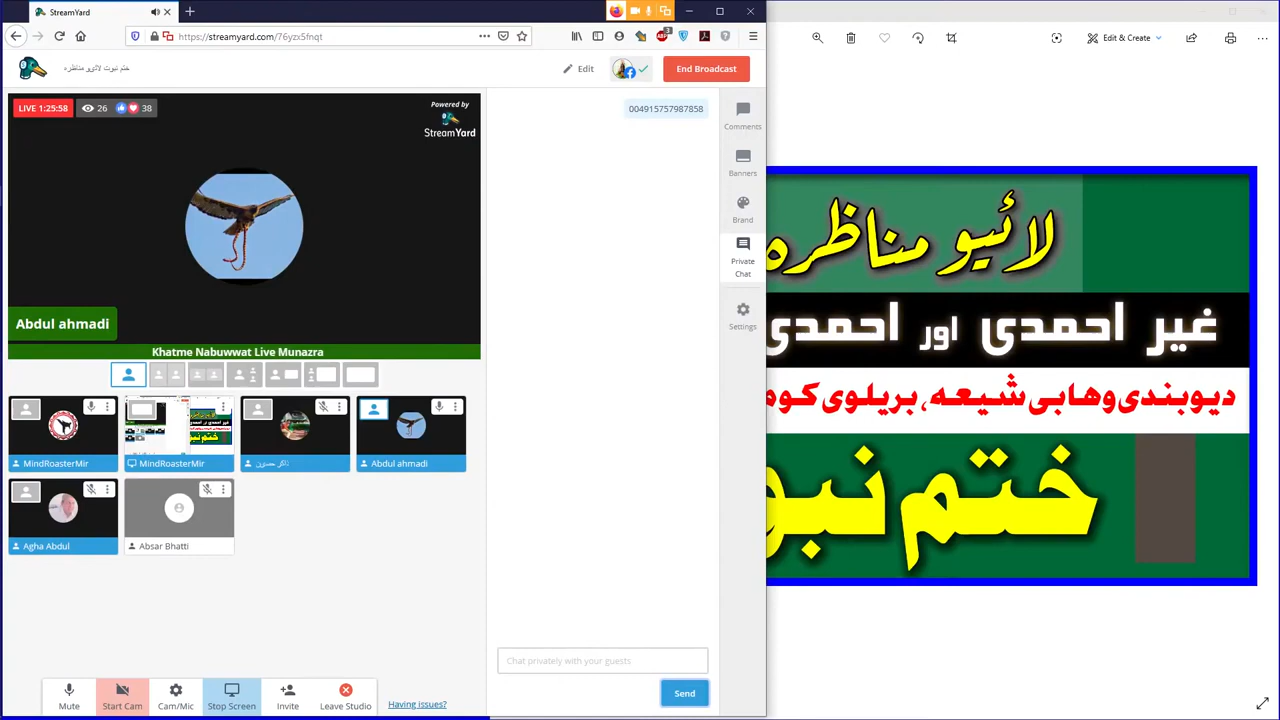 StreamYard
https://streamyard.com/76yzx5fnqt
3
ختم نبوت لائیو مناظرہ
Edit
End Broadcast
Edit & Create
LIVE 1:25:58
26
38
Powered by
StreamYard
004915757987858
Comments
Banners
Brand
Private
Chat
Settings
Abdul ahmadi
Khatme Nabuwwat Live Munazra
MindRoasterMir
MindRoasterMir
Abdul ahmadi
Agha Abdul
Absar Bhatti
Chat privately with your guests
Send
Mute
Start Cam
Cam/Mic
Stop Screen
Invite
Leave Studio
Having issues?
لائیو مناظرہ
غیر احمدی اور احمدی
دیوبندی وھابی شیعہ، بریلوی کو
ختم نبو